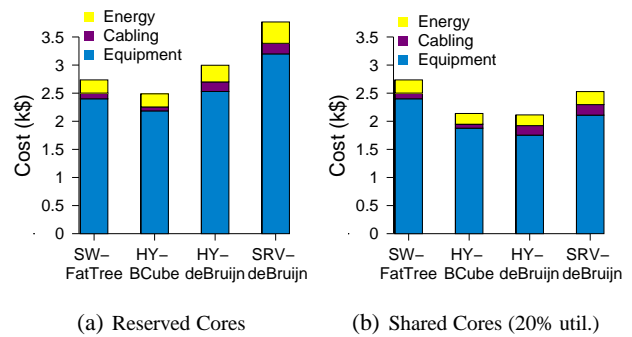 Energy
Cabling
Equipment
3.5
3
2.5
2
1.5
1
0.5
0
Cost (k$)
SW− HY− HY− SRV−
FatTree BCube deBruijn deBruijn
(a) Reserved Cores
Energy
Cabling
Equipment
3.5
3
2.5
2
1.5
1
0.5
0
Cost (k$)
SW− HY− HY− SRV−
FatTree BCube deBruijn deBruijn
(b) Shared Cores (20% util.)